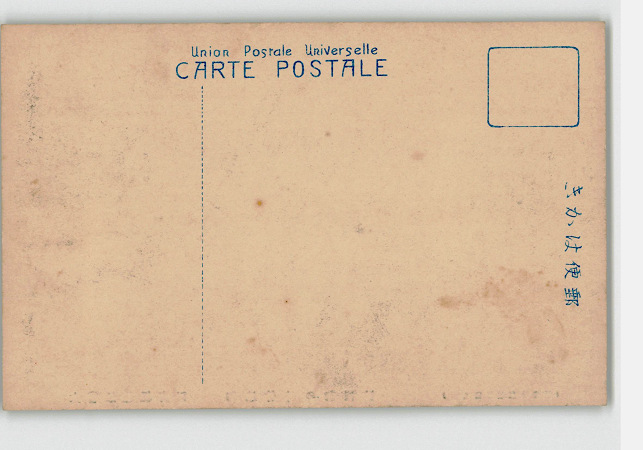 Union Postale Universelle
CARTE POSTALE
郵便はかき